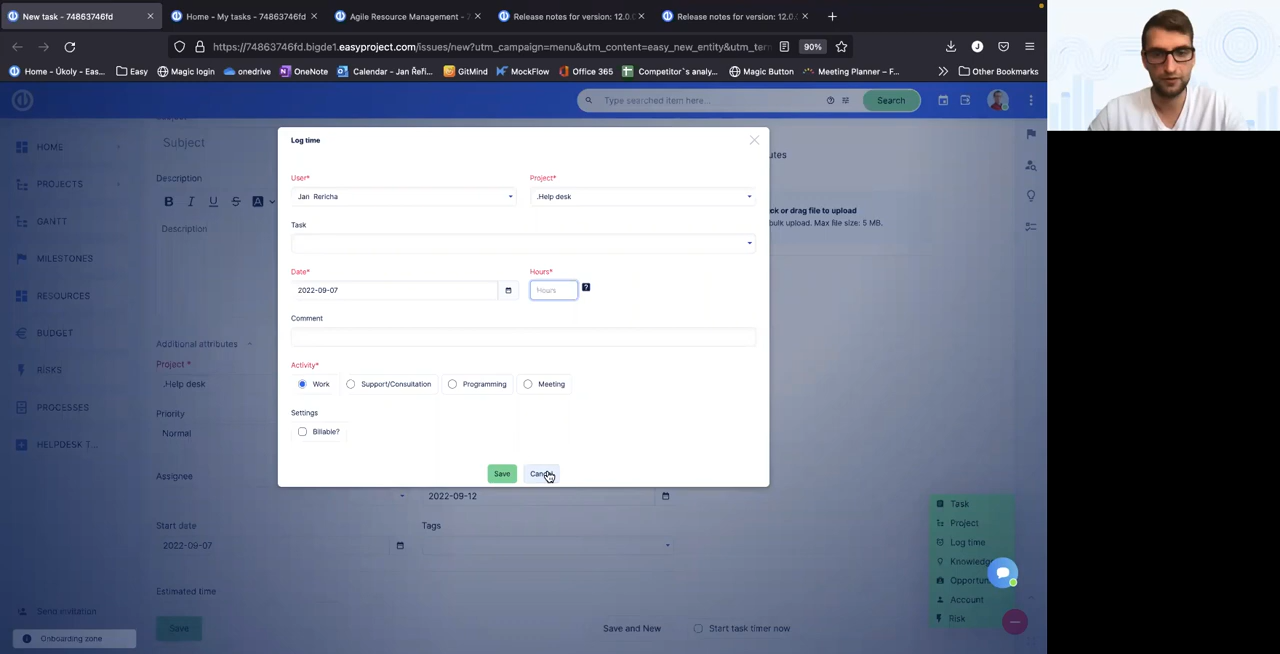 New task - 74863746fd
Home - My tasks - 74863746fd
Agile Resource Management - 7
Release notes for version: 12.0.
Release notes for version: 12.0.
https://74863746fd.bigde1.easyproject.com/issues/new?utm_campaign=menu&utm_content=easy_new_entity&utm_ter
90%
Home - Úkoly - Eas...
Easy
Magic login
onedrive
OneNote
Calendar - Jan Řeři...
GitMind
MockFlow
Office 365
Competitor`s analy...
Magic Button
Meeting Planner – F...
Other Bookmarks
Type searched item here...
Search
Subject
HOME
PROJECTS
GANTT
MILESTONES
RESOURCES
BUDGET
RISKS
PROCESSES
HELPDESK T...
Description
B I U S A
Description
Additional attributes
Project *
.Help desk
Priority
Normal
Assignee
2022-09-12
Start date
Tags
2022-09-07
Estimated time
Send invitation
Onboarding zone
Save
Save and New
Start task timer now
Log time
User*
Project*
Jan Rericha
.Help desk
Task
Date*
Hours*
2022-09-07
Hours
?
Comment
Activity*
Work
Support/Consultation
Programming
Meeting
Settings
Billable?
Save
or drag file to upload
bulk upload. Max file size: 5 MB.
Task
Project
Log time
Account
Risk